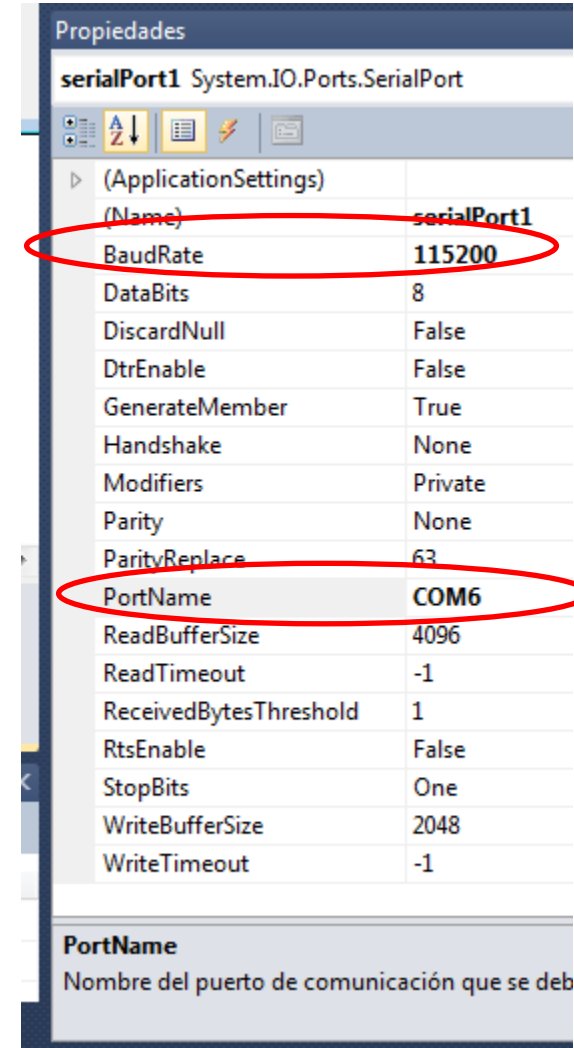 Propiedades
serialPort1 System.IO.Ports.SerialPort
(ApplicationSettings)
(Name) serialPort1
BaudRate 115200
DataBits 8
DiscardNull False
DtrEnable False
GenerateMember True
Handshake None
Modifiers Private
Parity None
ParityReplace 63
PortName COM6
ReadBufferSize 4096
ReadTimeout -1
ReceivedBytesThreshold 1
RtsEnable False
StopBits One
WriteBufferSize 2048
WriteTimeout -1
PortName
Nombre del puerto de comunicación que se deb